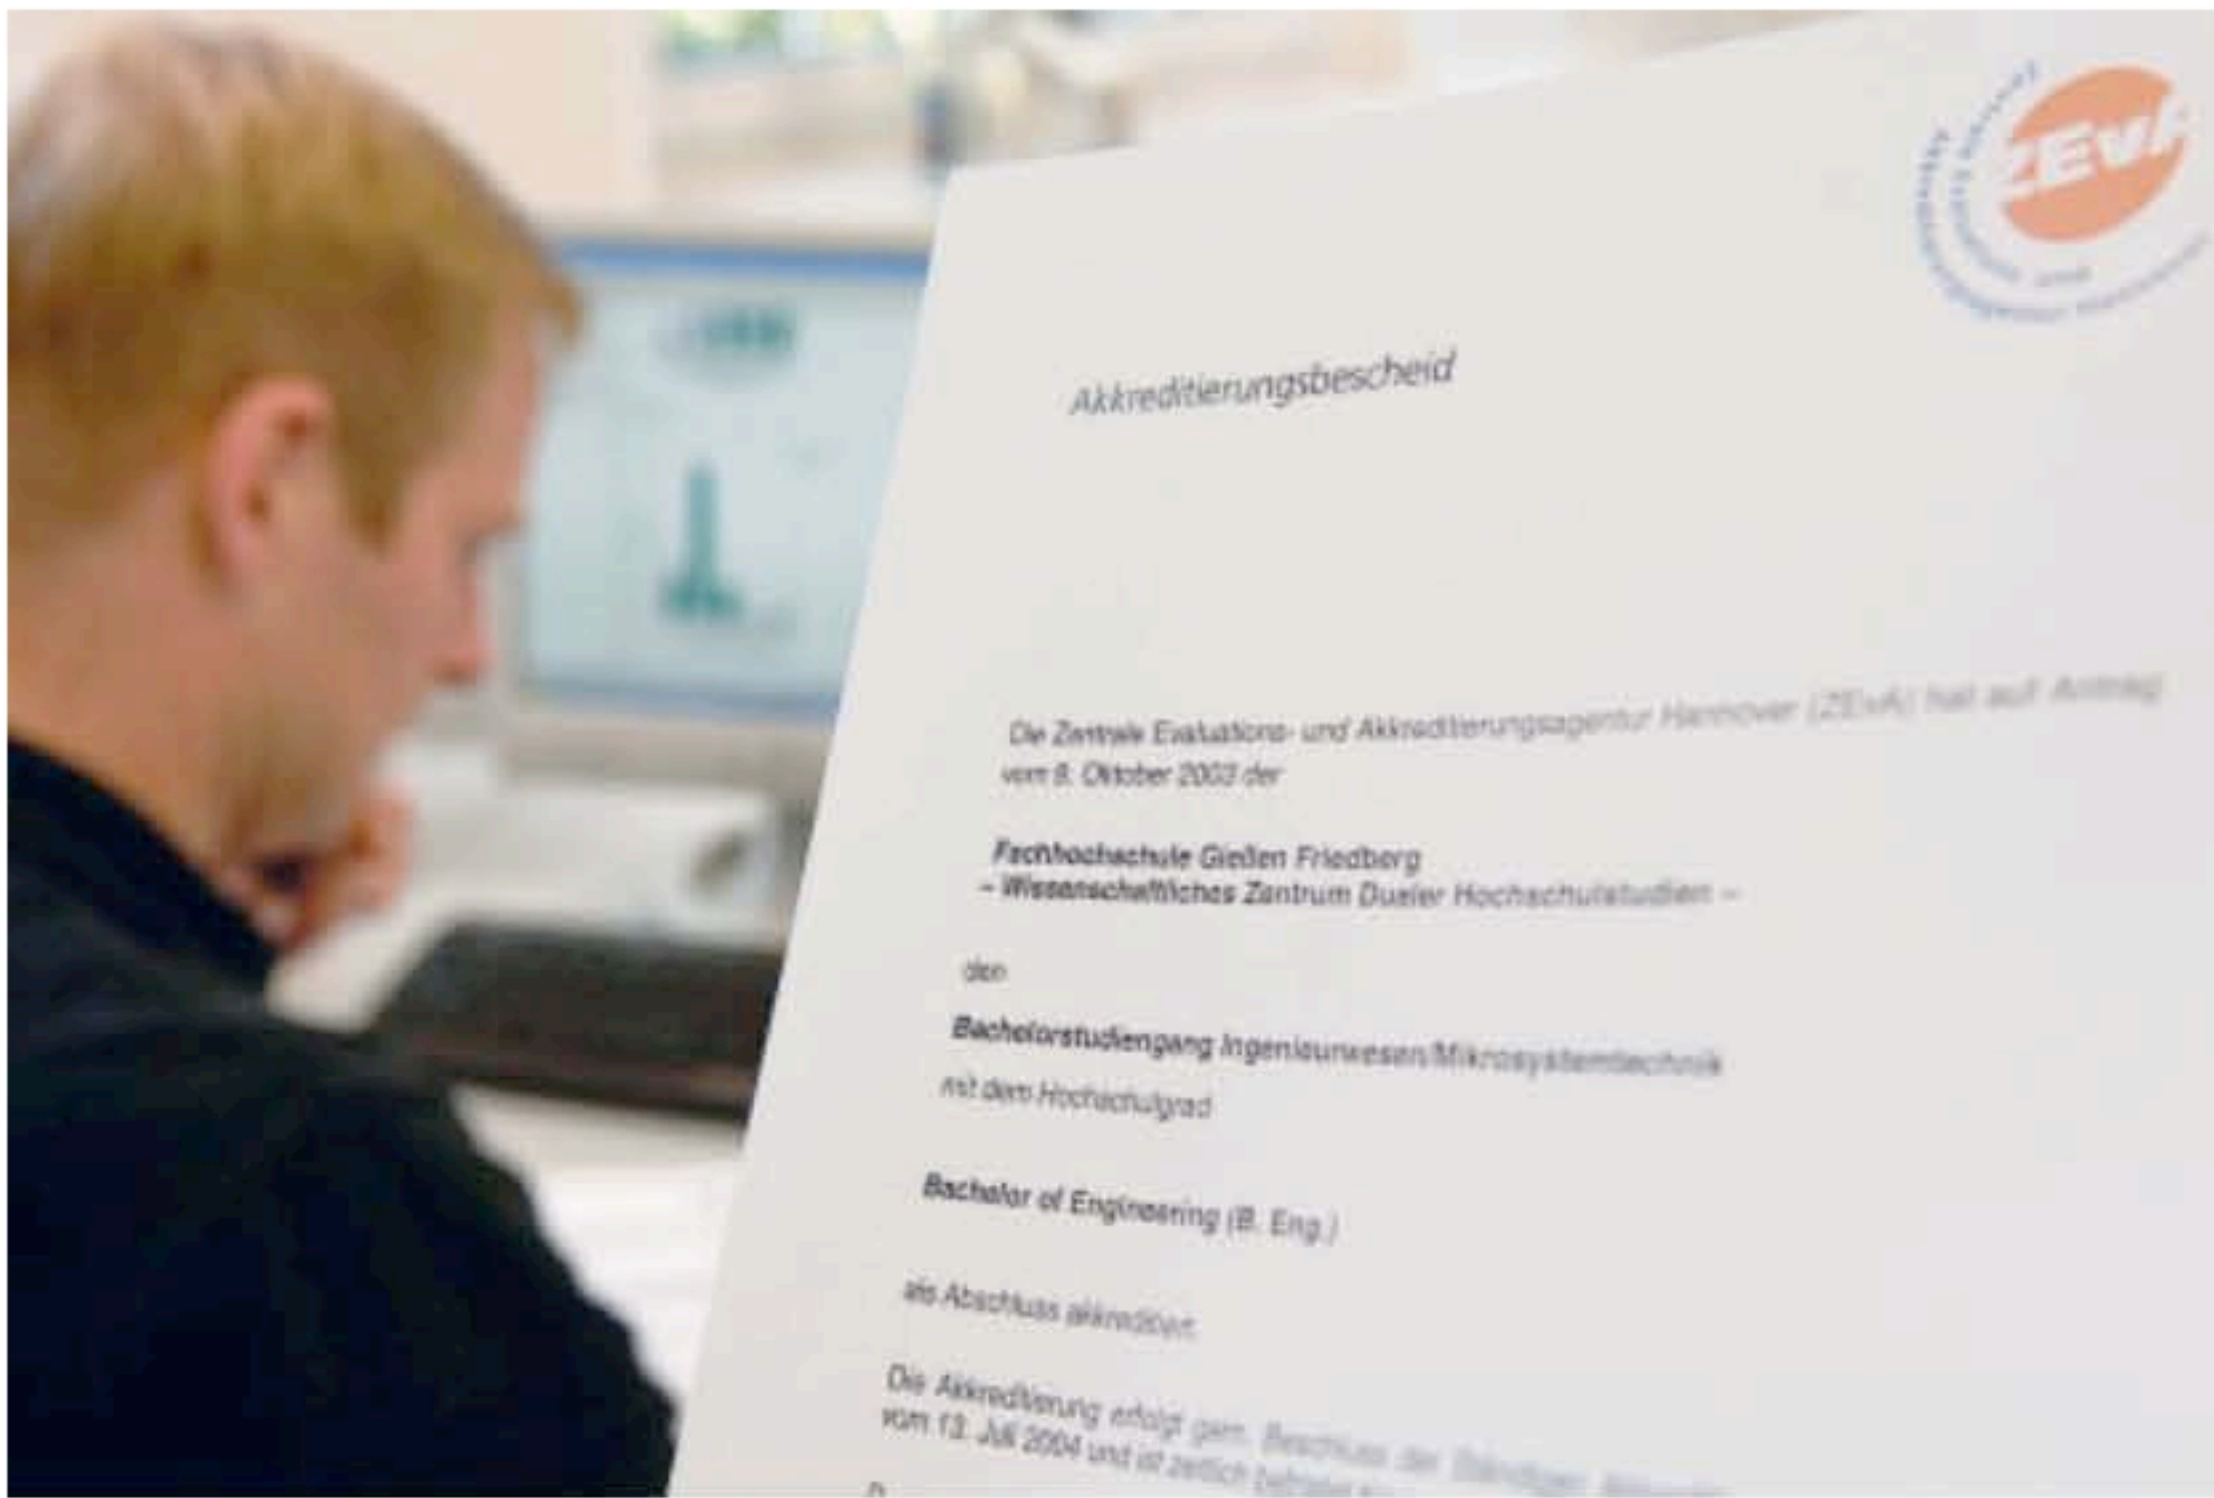 ZEvA
Akkreditierungsbescheid
Die Zentrale Evaluations- und Akkreditierungsagentur Hannover (ZEvA) hat auf Antrag
vom 8. Oktober 2003 der
Fachhochschule Gießen Friedberg
– Wissenschaftliches Zentrum Dualer Hochschulstudien –
den
Bachelorstudiengang Ingenieurwesen/Mikrosystemtechnik
mit dem Hochschulgrad
Bachelor of Engineering (B. Eng.)
als Abschluss akkreditiert.
Die Akkreditierung erfolgt gem. Beschluss der Ständigen
vom 13. Juli 2004 und ist zeitlich